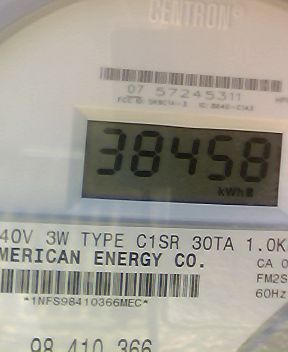 CENTRON®
07 57245311
38458
kWh
40V 3W TYPE C1SR 30TA 1.0K
MERICAN ENERGY CO.
CA 0
FM2S
60Hz
*1NFS98410366MEC*
98 410 366